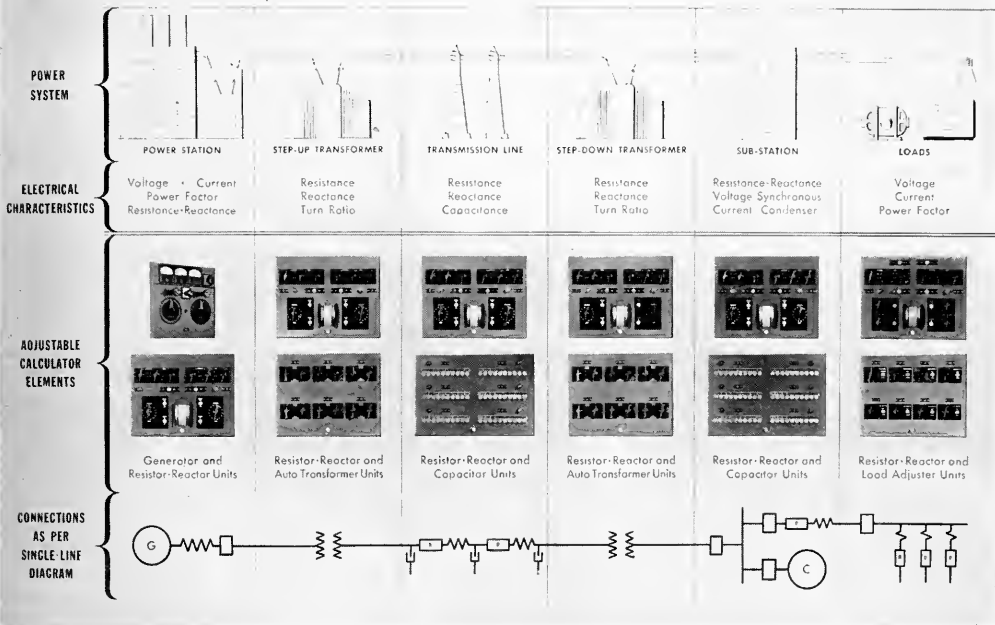 POWER
SYSTEM
POWER STATION
STEP-UP TRANSFORMER
TRANSMISSION LINE
STEP-DOWN TRANSFORMER
SUB-STATION
LOADS
ELECTRICAL
CHARACTERISTICS
Voltage · Current
Power Factor
Resistance-Reactance
Resistance
Reactance
Turn Ratio
Resistance
Reactance
Capacitance
Resistance
Reactance
Turn Ratio
Resistance-Reactance
Voltage Synchronous
Current Condenser
Voltage
Current
Power Factor
ADJUSTABLE
CALCULATOR
ELEMENTS
Generator and
Resistor-Reactor Units
Resistor-Reactor and
Auto Transformer Units
Resistor-Reactor and
Capacitor Units
Resistor-Reactor and
Auto Transformer Units
Resistor-Reactor and
Capacitor Units
Resistor-Reactor and
Load Adjuster Units
CONNECTIONS
AS PER
SINGLE-LINE
DIAGRAM
G
C